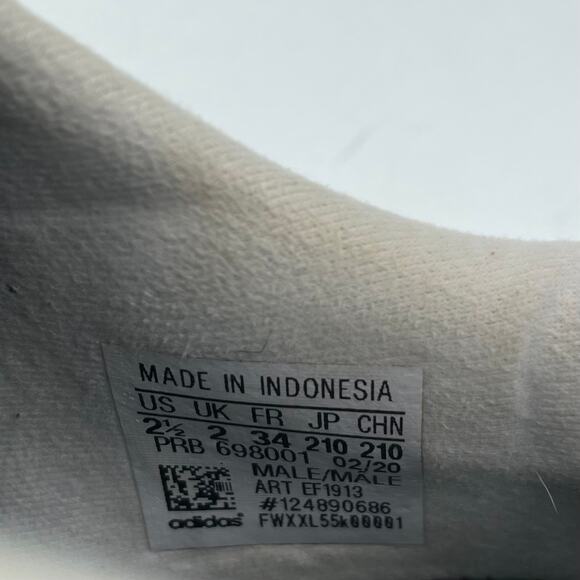 MADE IN INDONESIA
US UK FR JP CHN
2½ 2 34 210 210
PRB 698001 02/20
MALE/MÂLE
ART EF1913
#124890686
adidas FWXXL55k00001